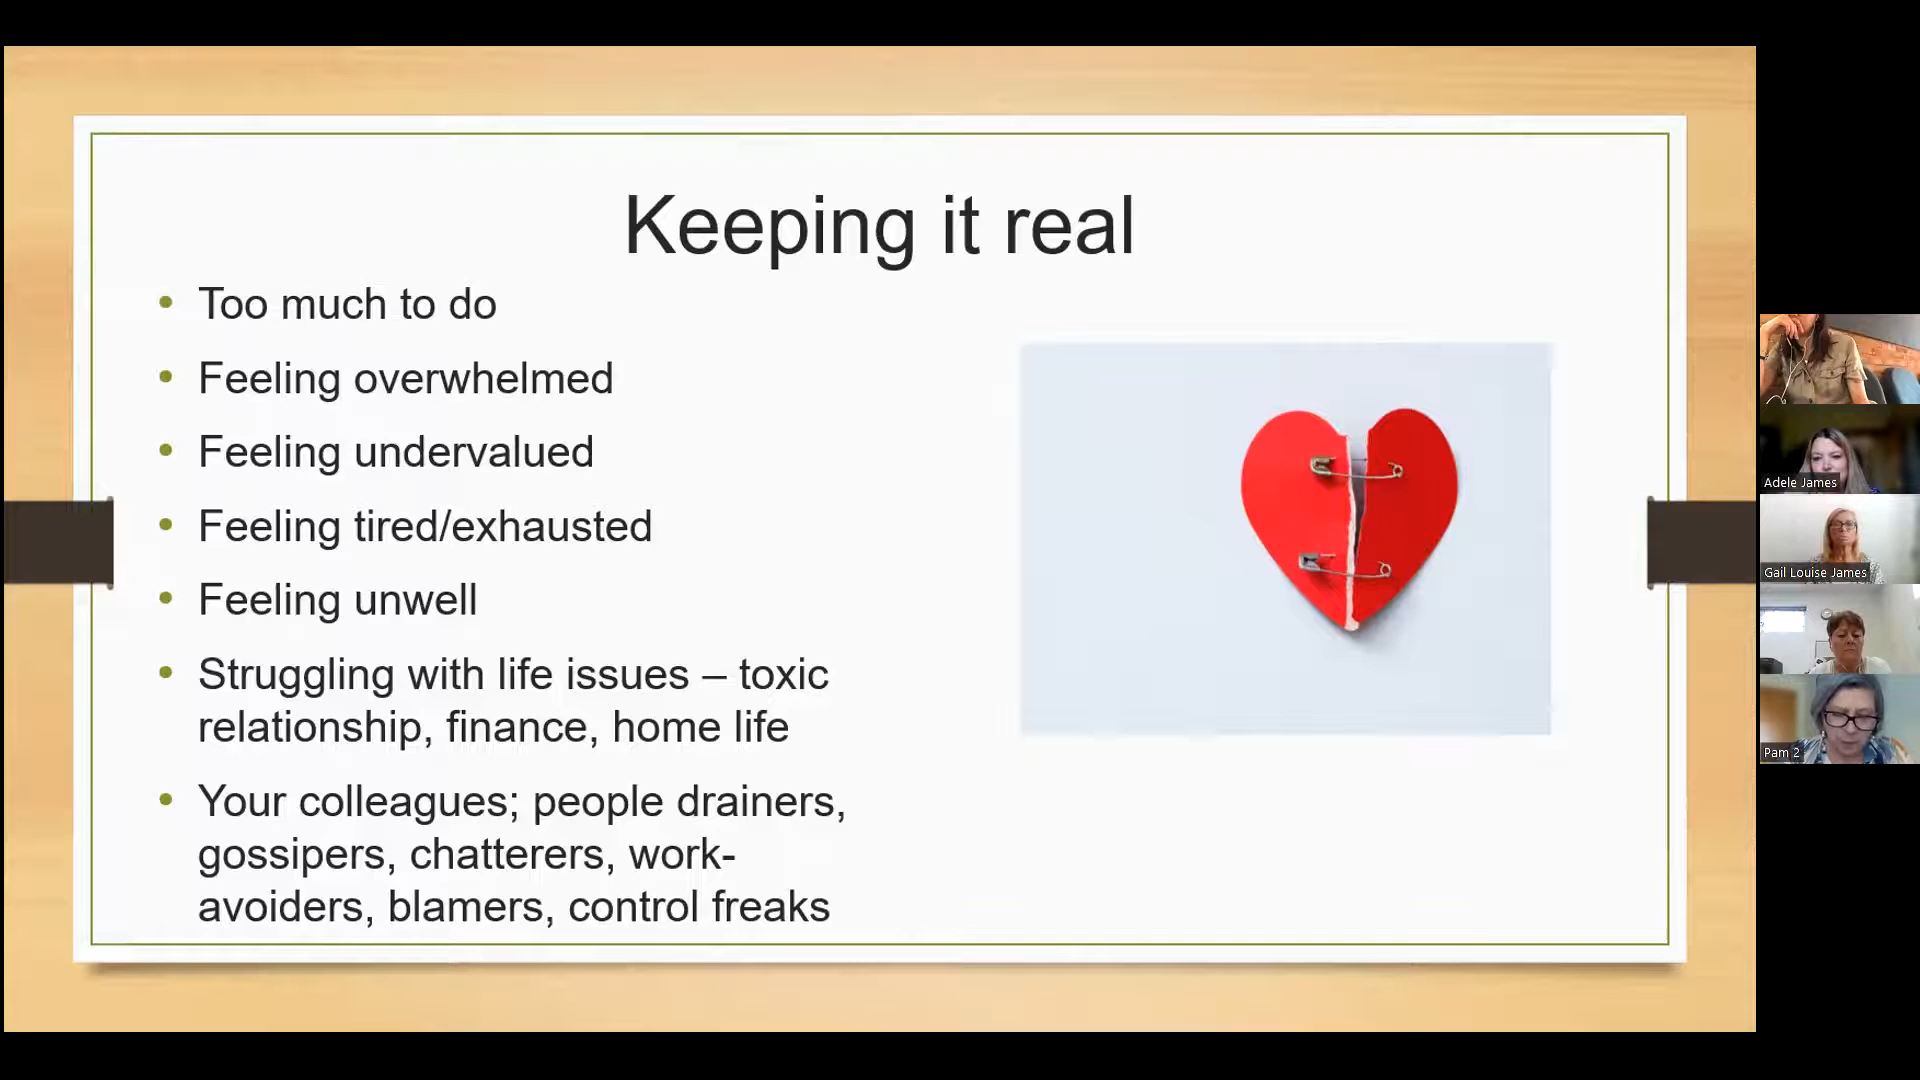 Keeping it real
• Too much to do
• Feeling overwhelmed
• Feeling undervalued
• Feeling tired/exhausted
• Feeling unwell
• Struggling with life issues – toxic
relationship, finance, home life
• Your colleagues; people drainers,
gossipers, chatterers, work-
avoiders, blamers, control freaks
Adele James
Gail Louise James
Pam 2